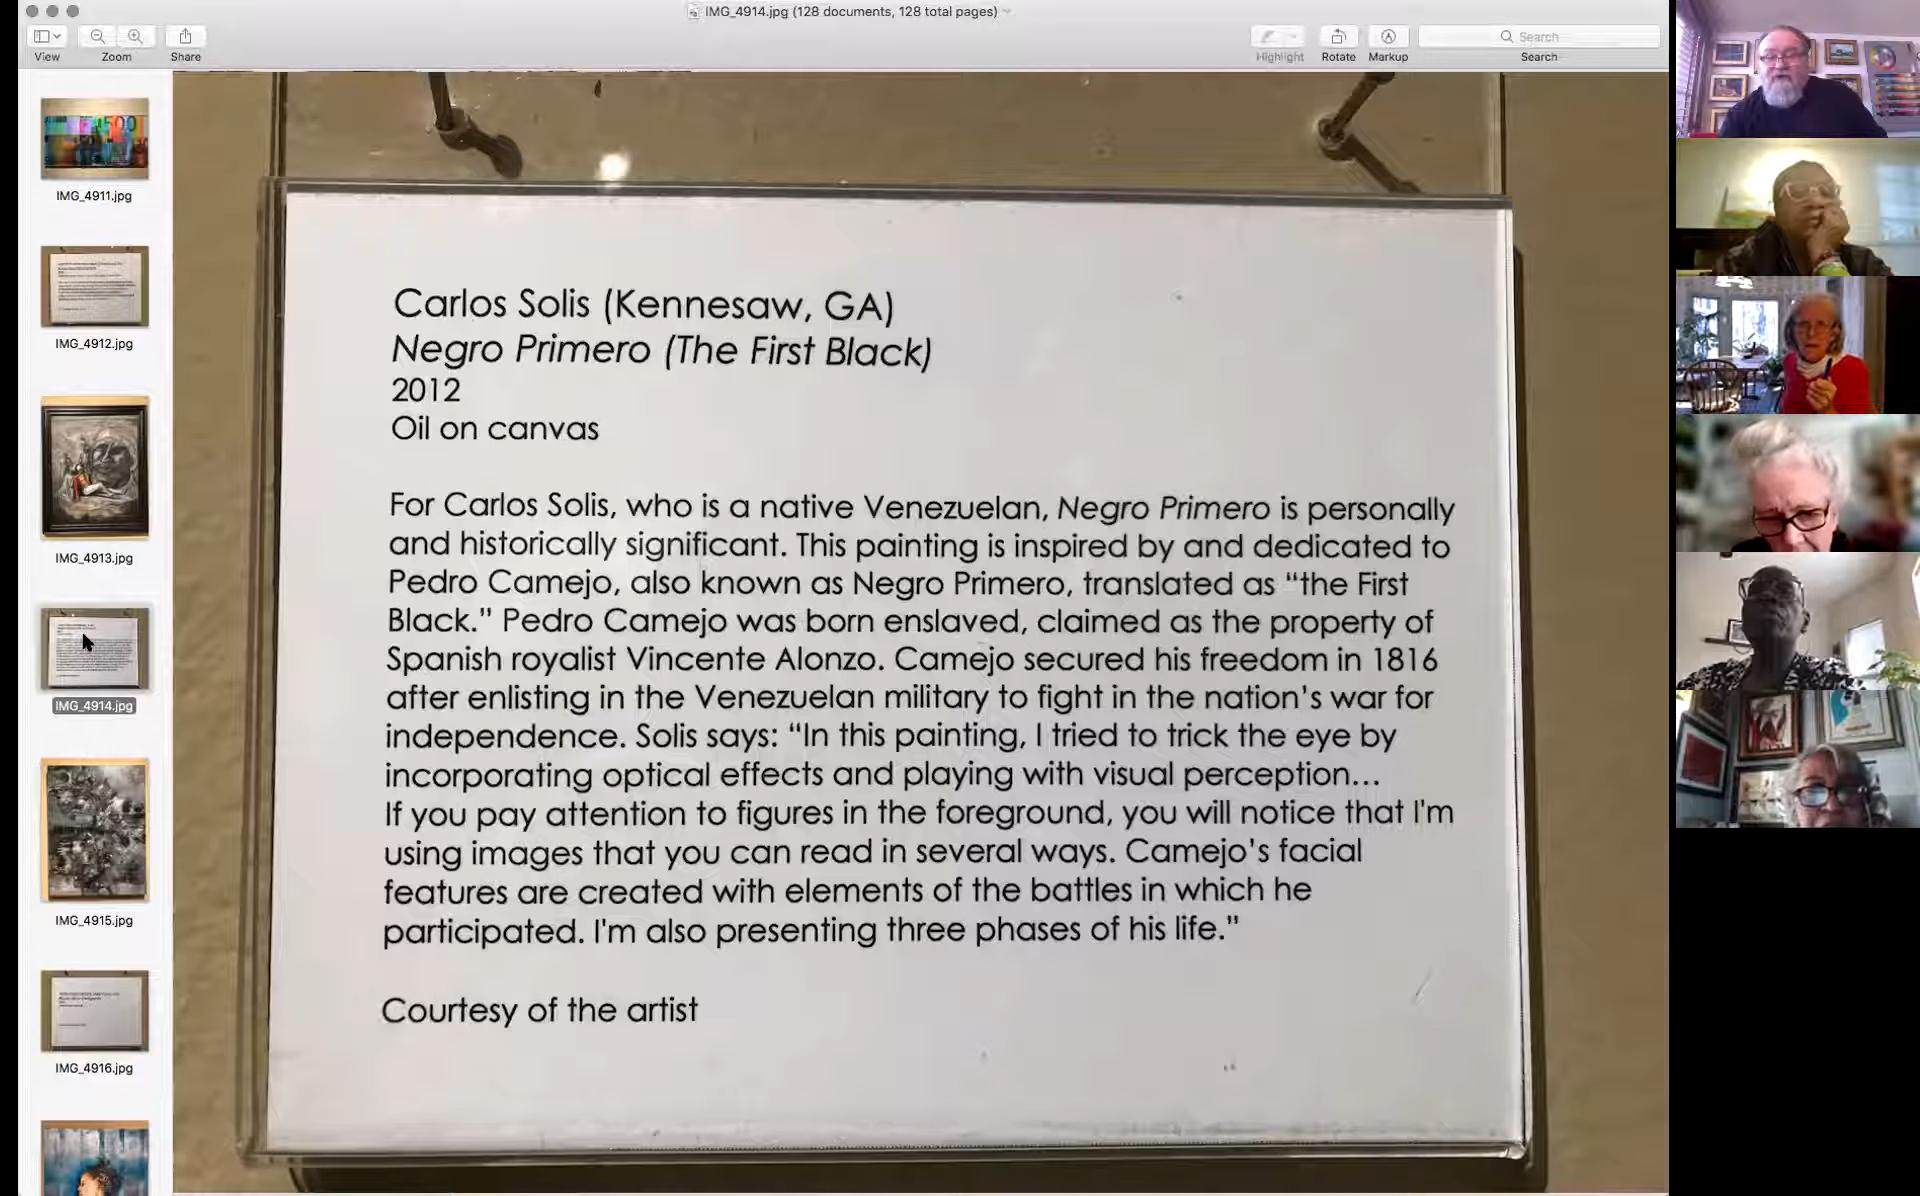 IMG_4914.jpg (128 documents, 128 total pages)
View
Zoom
Share
Highlight
Rotate
Markup
Search
Search
IMG_4911.jpg
IMG_4912.jpg
IMG_4913.jpg
IMG_4914.jpg
IMG_4915.jpg
IMG_4916.jpg
Carlos Solis (Kennesaw, GA)
Negro Primero (The First Black)
2012
Oil on canvas
For Carlos Solis, who is a native Venezuelan, Negro Primero is personally
and historically significant. This painting is inspired by and dedicated to
Pedro Camejo, also known as Negro Primero, translated as “the First
Black.” Pedro Camejo was born enslaved, claimed as the property of
Spanish royalist Vincente Alonzo. Camejo secured his freedom in 1816
after enlisting in the Venezuelan military to fight in the nation’s war for
independence. Solis says: “In this painting, I tried to trick the eye by
incorporating optical effects and playing with visual perception...
If you pay attention to figures in the foreground, you will notice that I'm
using images that you can read in several ways. Camejo’s facial
features are created with elements of the battles in which he
participated. I'm also presenting three phases of his life.”
Courtesy of the artist